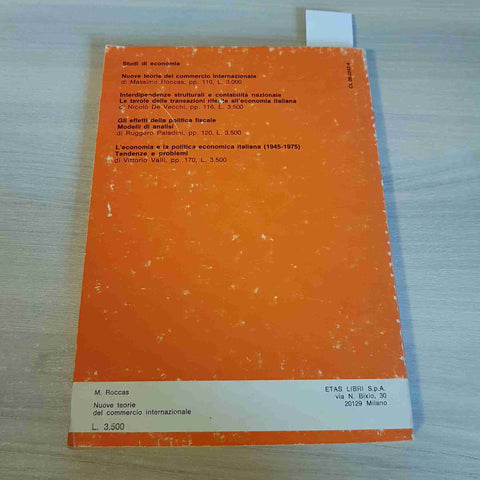 Studi di economia
Nuove teorie del commercio internazionale
di Massimo Roccas, pp. 110, L. 3.000
Interdipendenze strutturali e contabilità nazionale
Le tavole delle transazioni riferite all'economia italiana
di Nicolò De Vecchi, pp. 116, L. 3.500
Gli effetti della politica fiscale
Modelli di analisi
di Ruggero Paladini, pp. 120, L. 3.500
L'economia e la politica economica italiana (1945-1975)
Tendenze e problemi
di Vittorio Valli, pp. 170, L. 3.500
M. Roccas
Nuove teorie
del commercio internazionale
L. 3.500
ETAS LIBRI S.p.A.
via N. Bixio, 30
20129 Milano